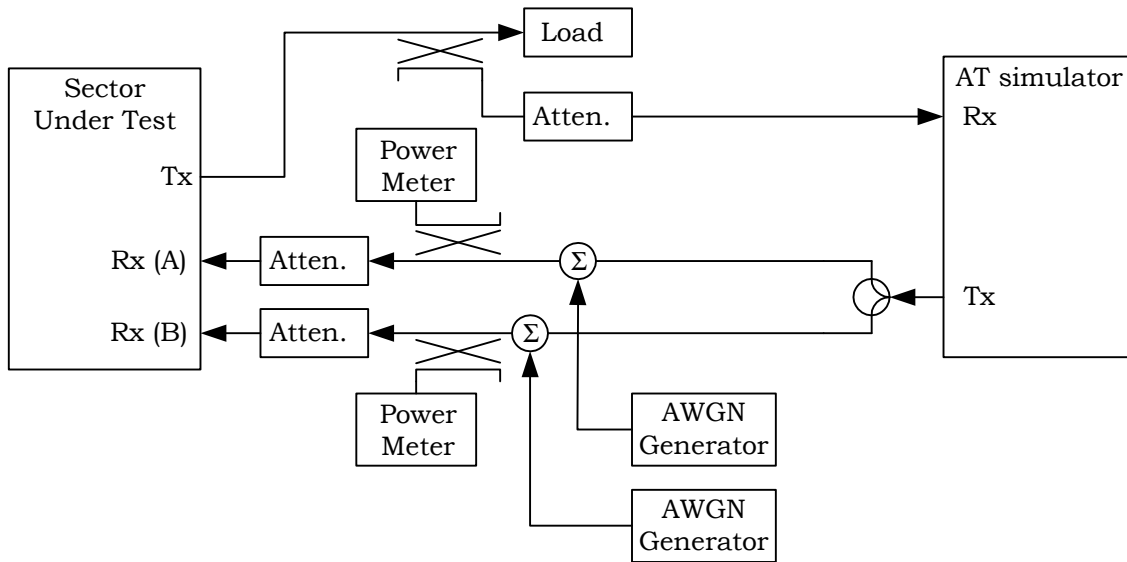 Load
Sector
Under Test
AT simulator
Atten.
Rx
Power
Meter
Tx
Rx (A)
Atten.
Σ
Tx
Rx (B)
Atten.
Σ
Power
Meter
AWGN
Generator
AWGN
Generator